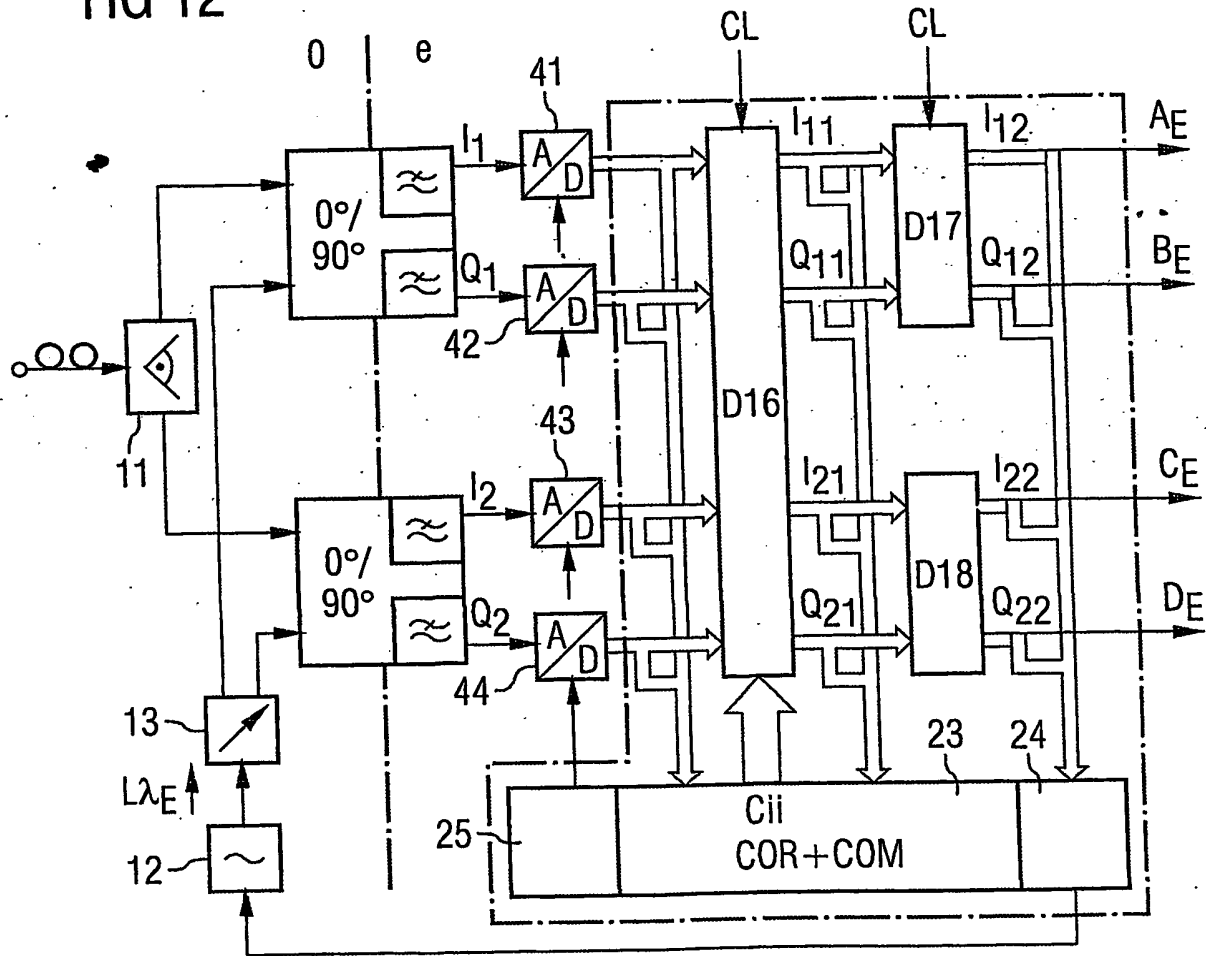 FIG 12
0 e
CL CL
41
I11 I12 AE
I1 A/D
0°/
90°
D17
Q11 Q12 BE
Q1 A/D
42
D16
11
43
I2 A/D
I21 I22 CE
0°/
90°
D18
Q21 Q22 DE
Q2 A/D
44
13
23 24
LλE
25
Cii
COR+COM
12